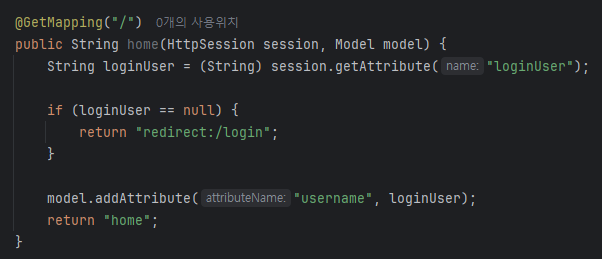 @GetMapping("/") 0개의 사용위치
public String home(HttpSession session, Model model) {
String loginUser = (String) session.getAttribute( name: "loginUser");
if (loginUser == null) {
return "redirect:/login";
}
model.addAttribute( attributeName: "username", loginUser);
return "home";
}